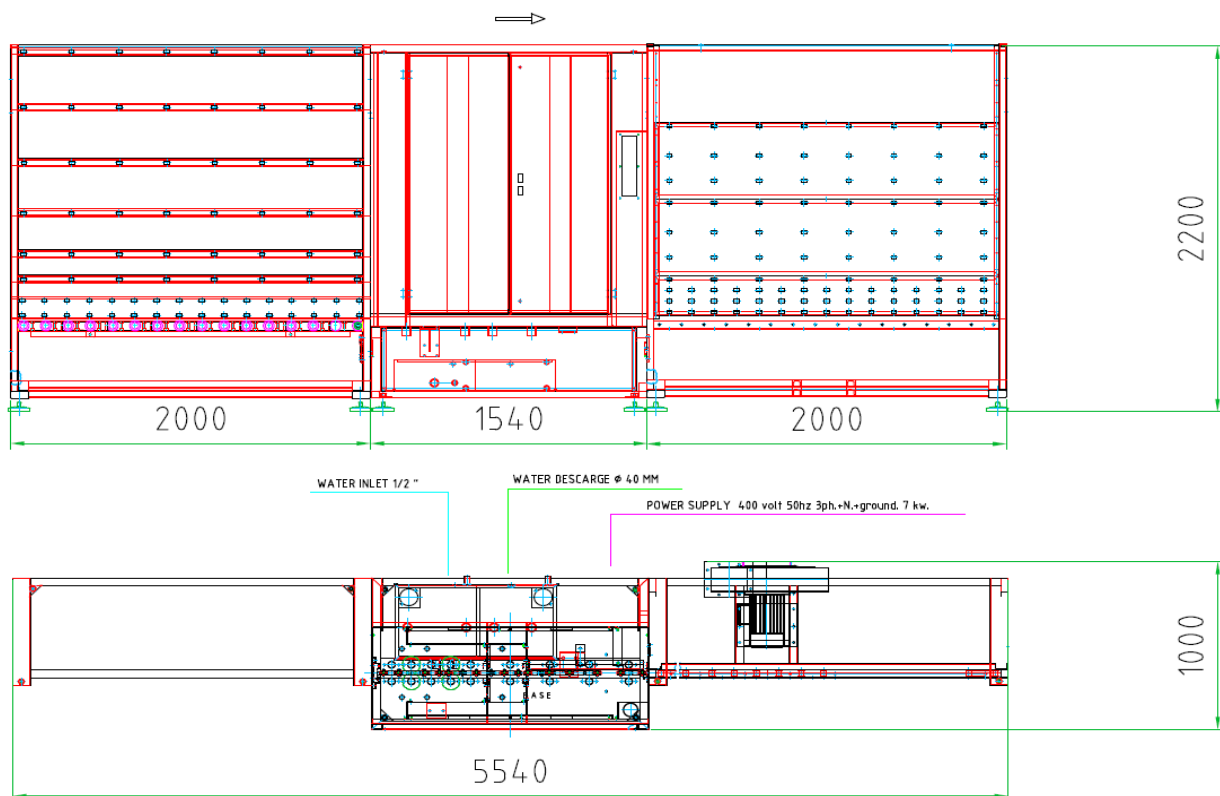 2200
2000
1540
2000
WATER INLET 1/2 "
WATER DESCARGE ϕ 40 MM
POWER SUPPLY 400 volt 50hz 3ph.+N.+ground. 7 kw.
1000
BASE
5540